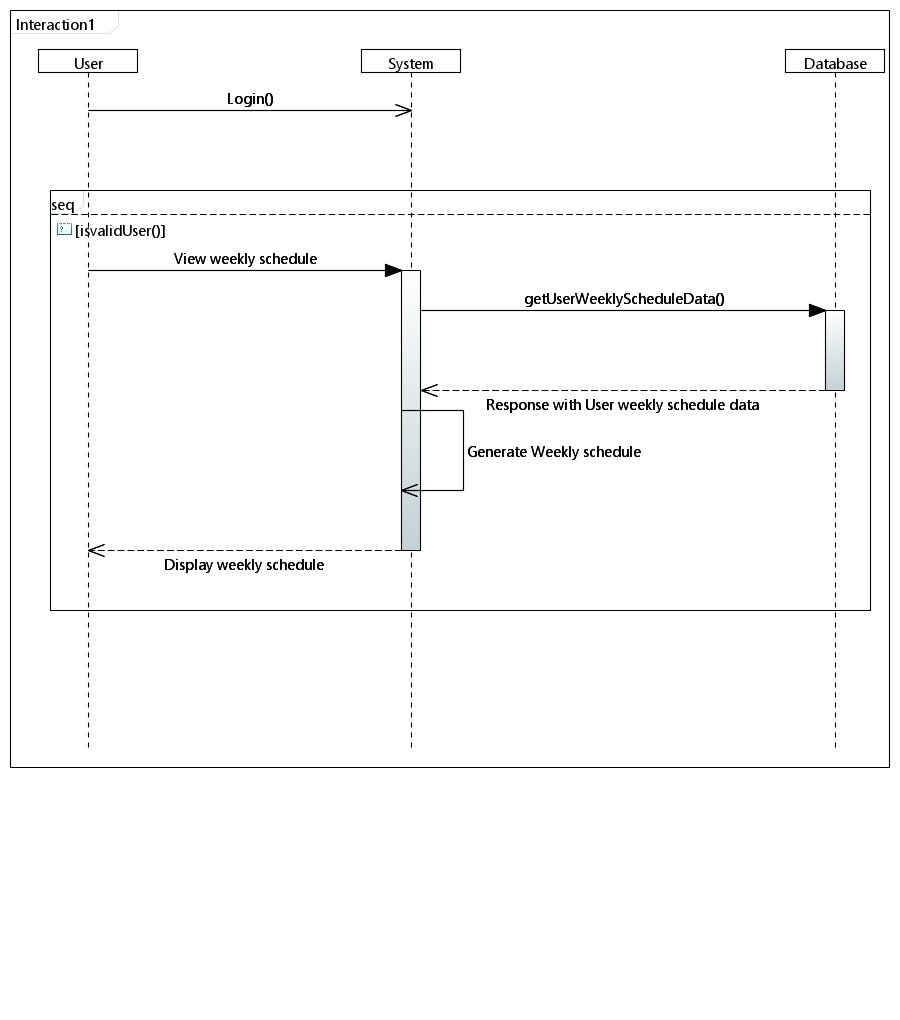 Interaction1
User
System
Database
Login()
seq
[isvalidUser()]
View weekly schedule
getUserWeeklyScheduleData()
Response with User weekly schedule data
Generate Weekly schedule
Display weekly schedule